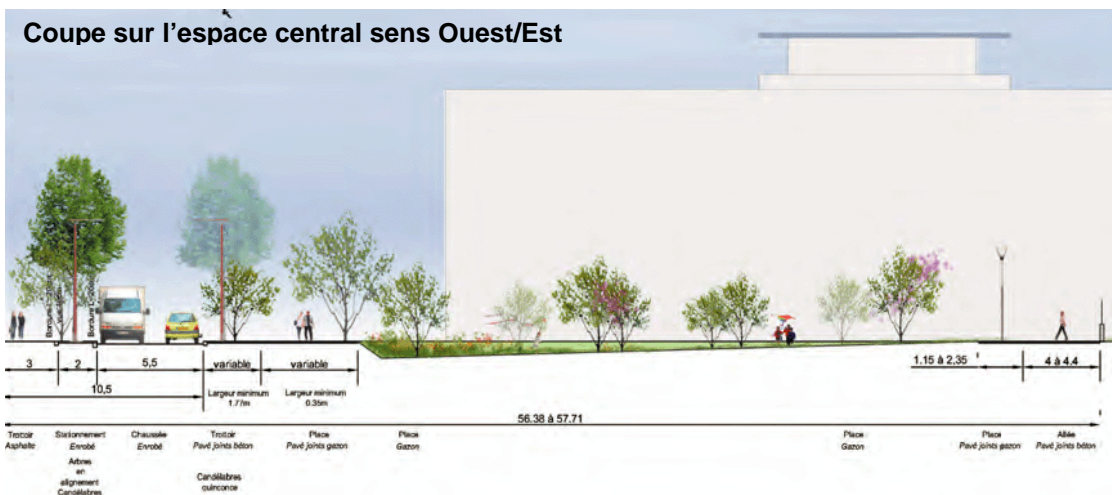 Coupe sur l'espace central sens Ouest/Est
3
2
5,5
variable
variable
1.15 à 2,35
4 à 4.4
10,5
Largeur minimum
1.77m
Largeur minimum
0.35m
56.38 à 57.71
Trottoir
Asphalte
Stationnement
Enrobé
Chaussée
Enrobé
Trottoir
Pavé joints béton
Place
Pavé joints gazon
Place
Gazon
Place
Gazon
Place
Pavé joints gazon
Allée
Pavé joints béton
Arbres
en
alignement
Candélabres
Candélabres
quinconce